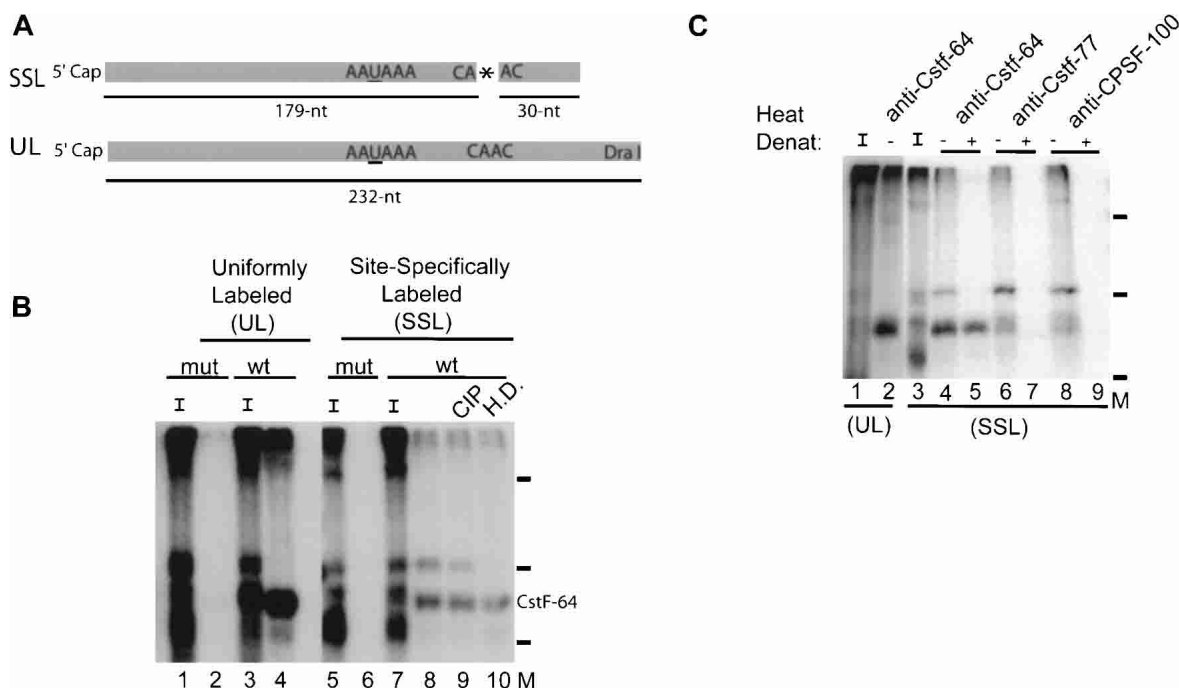 A
SSL 5' Cap AAUAAA CA * AC
179-nt 30-nt
UL 5' Cap AAUAAA CAAC Dra I
232-nt
B
Uniformly Labeled (UL)
Site-Specifically Labeled (SSL)
mut wt mut wt
I I I I CIP H.D.
CstF-64
1 2 3 4 5 6 7 8 9 10 M
C
anti-Cstf-64 anti-Cstf-64 anti-Cstf-77 anti-CPSF-100
Heat
Denat: I - I - + - + - +
1 2 3 4 5 6 7 8 9 M
(UL) (SSL)